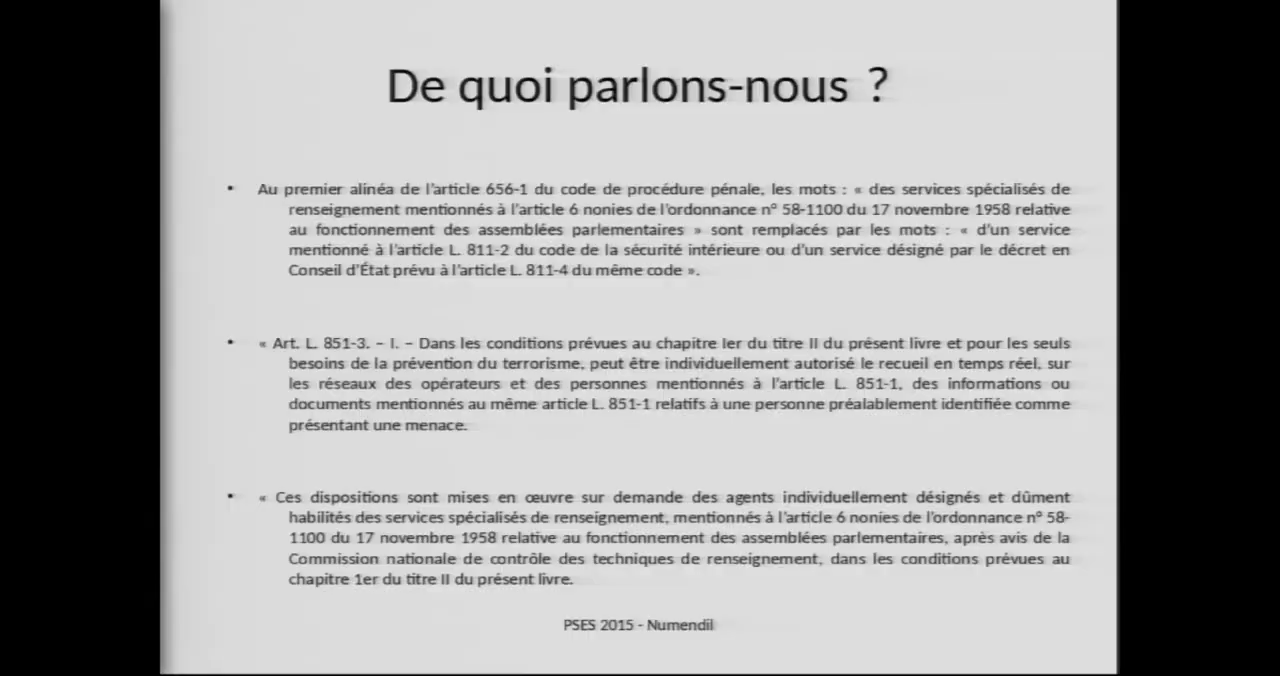 De quoi parlons-nous ?
• Au premier alinéa de l'article 656-1 du code de procédure pénale, les mots : « des services spécialisés de
renseignement mentionnés à l'article 6 nonies de l'ordonnance n° 58-1100 du 17 novembre 1958 relative
au fonctionnement des assemblées parlementaires » sont remplacés par les mots : « d'un service
mentionné à l'article L. 811-2 du code de la sécurité intérieure ou d'un service désigné par le décret en
Conseil d'État prévu à l'article L. 811-4 du même code ».
• « Art. L. 851-3. – I. – Dans les conditions prévues au chapitre Ier du titre II du présent livre et pour les seuls
besoins de la prévention du terrorisme, peut être individuellement autorisé le recueil en temps réel, sur
les réseaux des opérateurs et des personnes mentionnés à l'article L. 851-1, des informations ou
documents mentionnés au même article L. 851-1 relatifs à une personne préalablement identifiée comme
présentant une menace.
• « Ces dispositions sont mises en œuvre sur demande des agents individuellement désignés et dûment
habilités des services spécialisés de renseignement, mentionnés à l'article 6 nonies de l'ordonnance n° 58-
1100 du 17 novembre 1958 relative au fonctionnement des assemblées parlementaires, après avis de la
Commission nationale de contrôle des techniques de renseignement, dans les conditions prévues au
chapitre 1er du titre II du présent livre.
PSES 2015 - Numendil